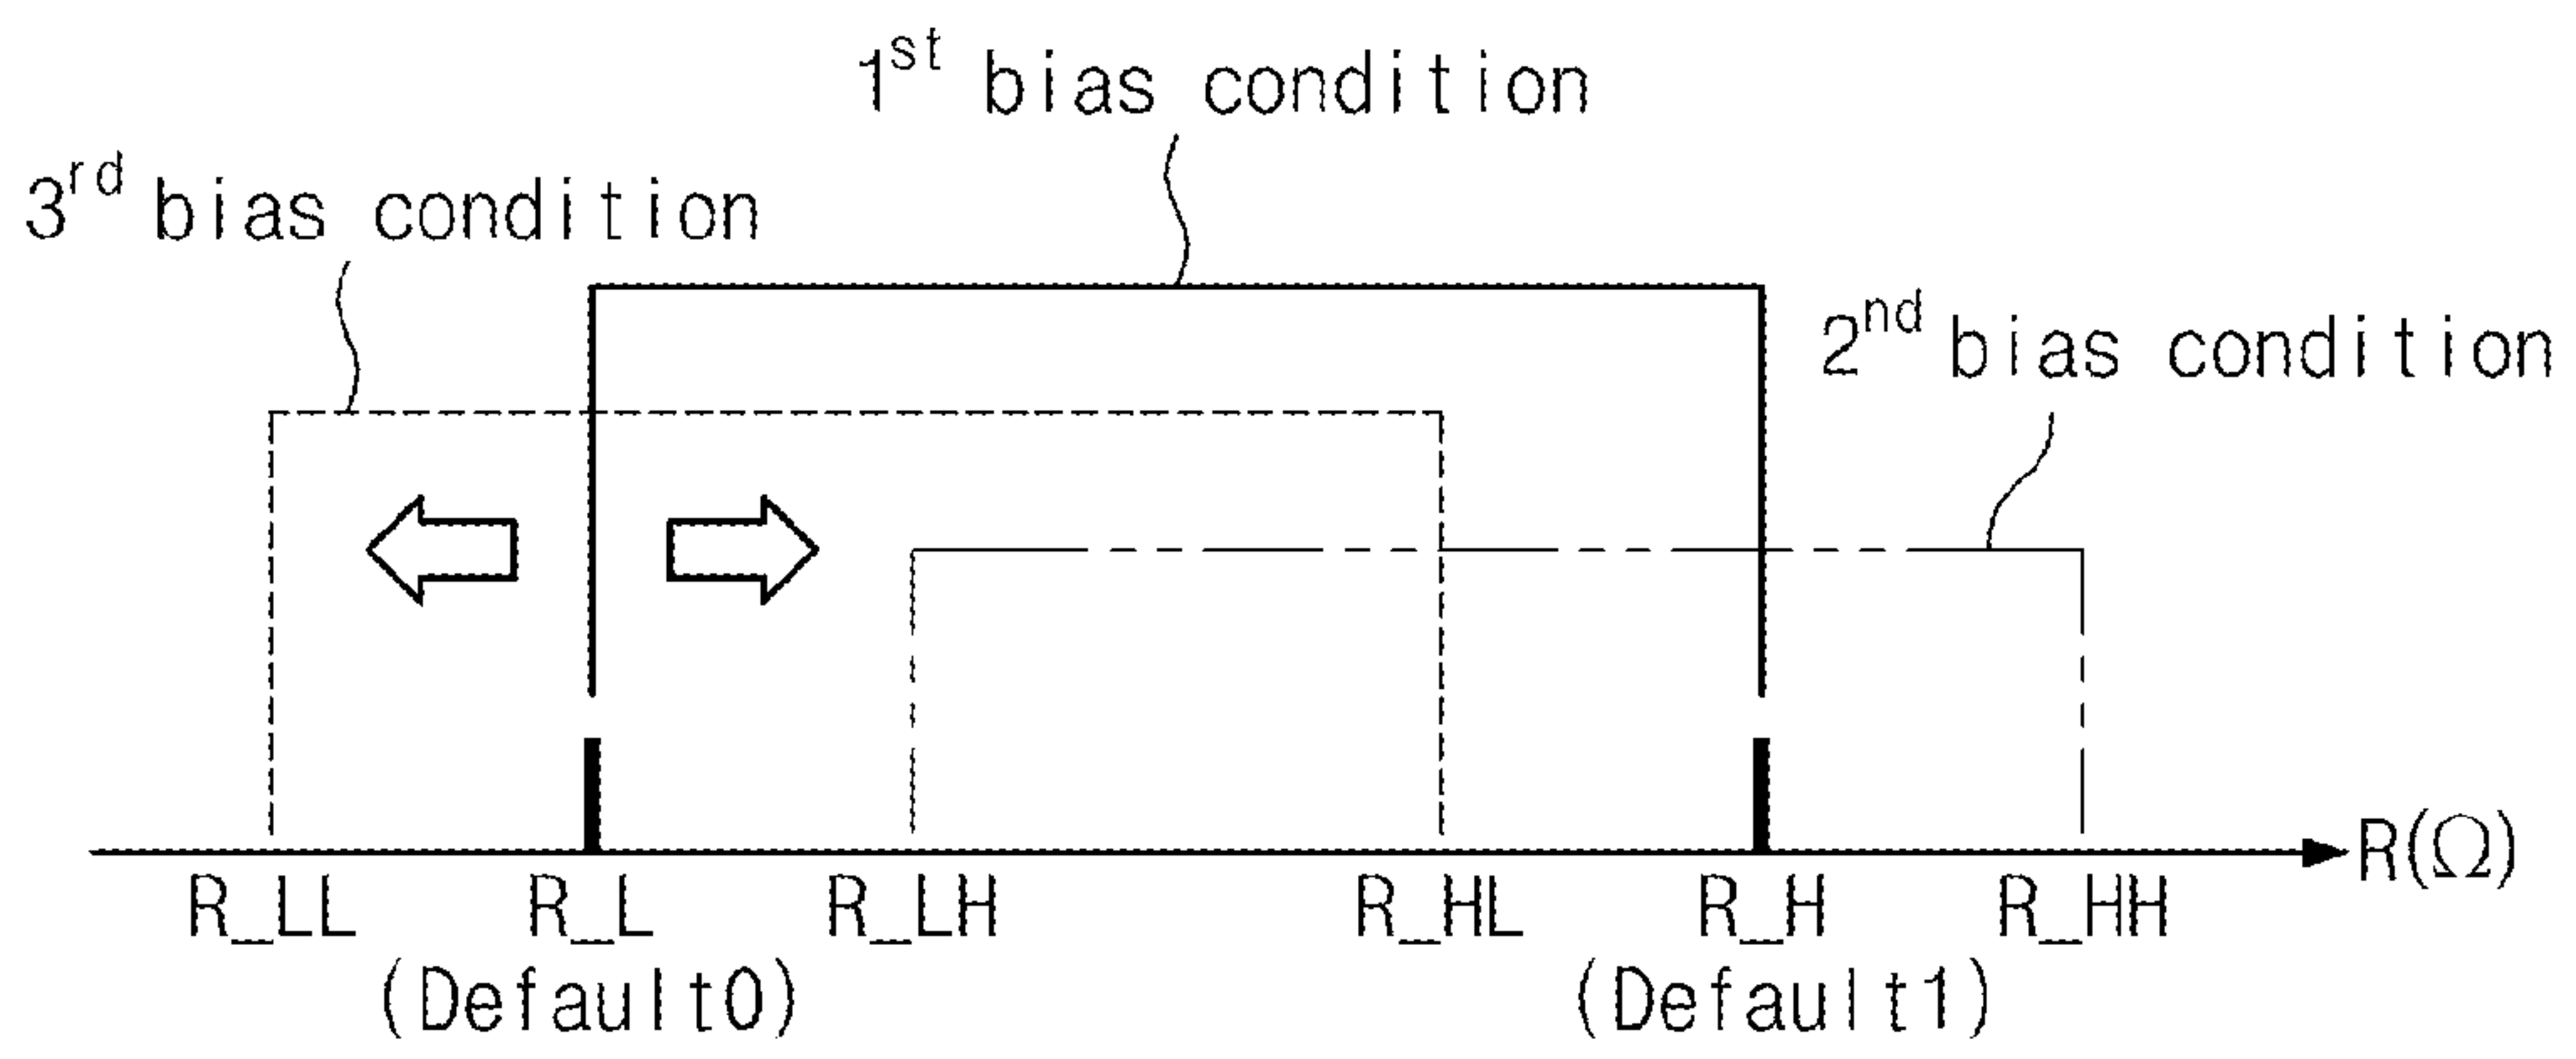 1st bias condition
3rd bias condition
2nd bias condition
R(Ω)
R_LL R_L R_LH R_HL R_H R_HH
(Default0) (Default1)